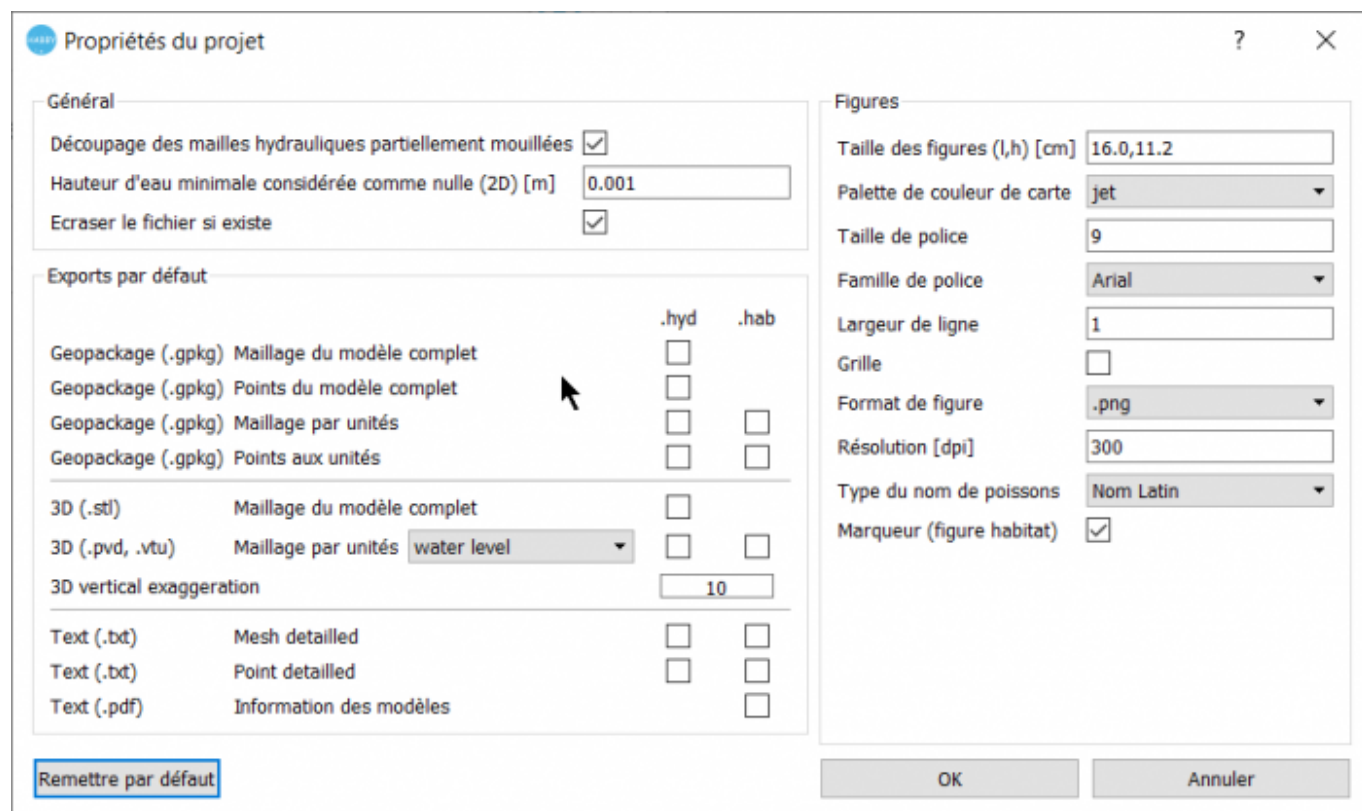 HABBY
Propriétés du projet
?
Général
Découpage des mailles hydrauliques partiellement mouillées
Hauteur d'eau minimale considérée comme nulle (2D) [m] 0.001
Ecraser le fichier si existe
Exports par défaut
.hyd .hab
Geopackage (.gpkg) Maillage du modèle complet
Geopackage (.gpkg) Points du modèle complet
Geopackage (.gpkg) Maillage par unités
Geopackage (.gpkg) Points aux unités
3D (.stl) Maillage du modèle complet
3D (.pvd, .vtu) Maillage par unités water level
3D vertical exaggeration 10
Text (.txt) Mesh detailled
Text (.txt) Point detailled
Text (.pdf) Information des modèles
Figures
Taille des figures (l,h) [cm] 16.0,11.2
Palette de couleur de carte jet
Taille de police 9
Famille de police Arial
Largeur de ligne 1
Grille
Format de figure .png
Résolution [dpi] 300
Type du nom de poissons Nom Latin
Marqueur (figure habitat)
Remettre par défaut
OK
Annuler